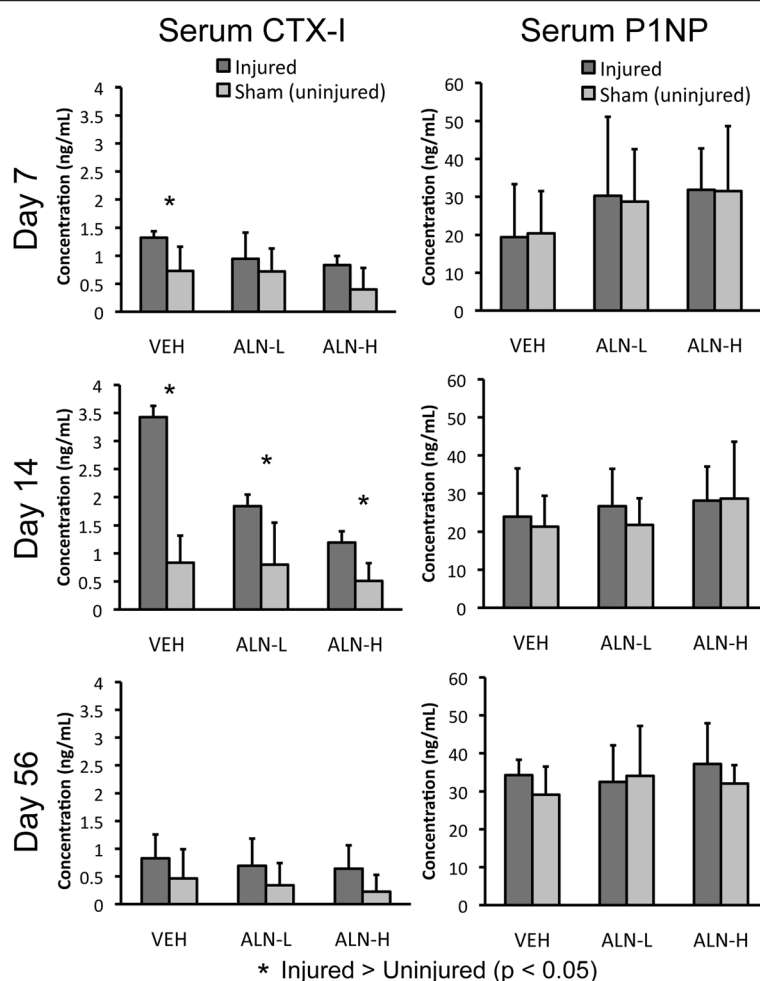 Serum CTX-I
Serum P1NP
Day 7
Concentration (ng/mL)
4
3.5
3
2.5
2
1.5
1
0.5
0
Injured
Sham (uninjured)
*
VEH ALN-L ALN-H
Concentration (ng/mL)
60
50
40
30
20
10
0
Injured
Sham (uninjured)
VEH ALN-L ALN-H
Day 14
Concentration (ng/mL)
4
3.5
3
2.5
2
1.5
1
0.5
0
*
*
*
VEH ALN-L ALN-H
Concentration (ng/mL)
60
50
40
30
20
10
0
VEH ALN-L ALN-H
Day 56
Concentration (ng/mL)
4
3.5
3
2.5
2
1.5
1
0.5
0
VEH ALN-L ALN-H
Concentration (ng/mL)
60
50
40
30
20
10
0
VEH ALN-L ALN-H
* Injured > Uninjured (p < 0.05)